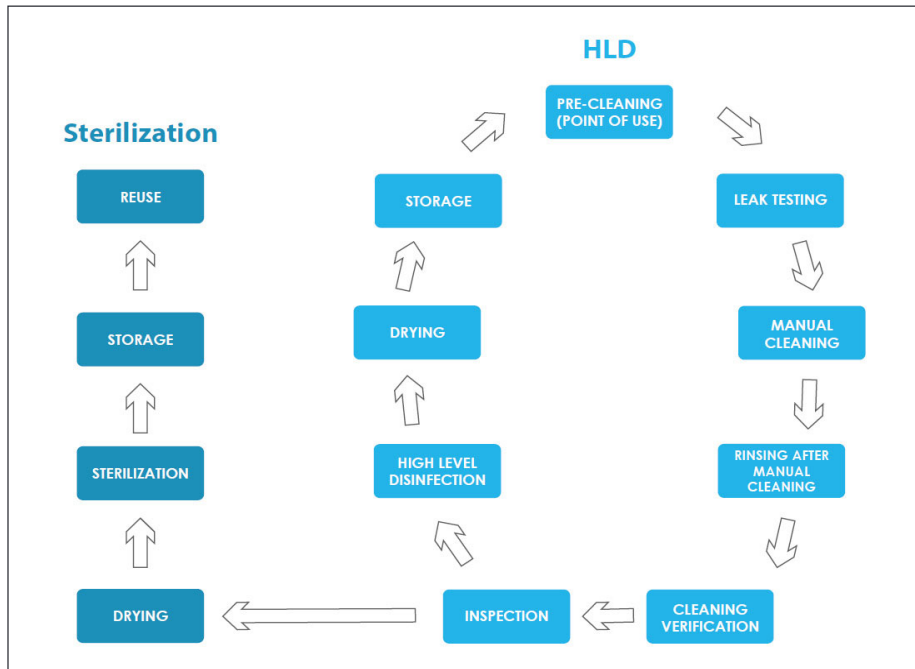 HLD
PRE-CLEANING
(POINT OF USE)
Sterilization
REUSE
STORAGE
LEAK TESTING
STORAGE
DRYING
MANUAL
CLEANING
STERILIZATION
HIGH LEVEL
DISINFECTION
RINSING AFTER
MANUAL
CLEANING
DRYING
INSPECTION
CLEANING
VERIFICATION